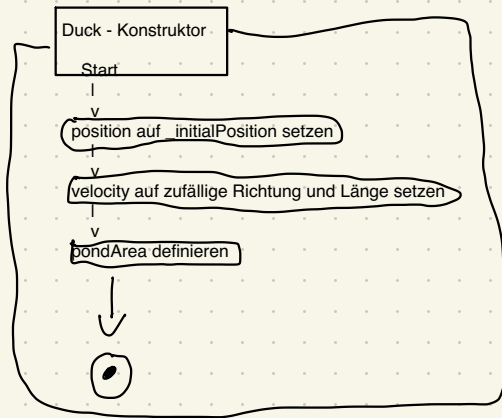 Duck - Konstruktor
Start
|
v
position auf _initialPosition setzen
|
v
velocity auf zufällige Richtung und Länge setzen
|
v
pondArea definieren